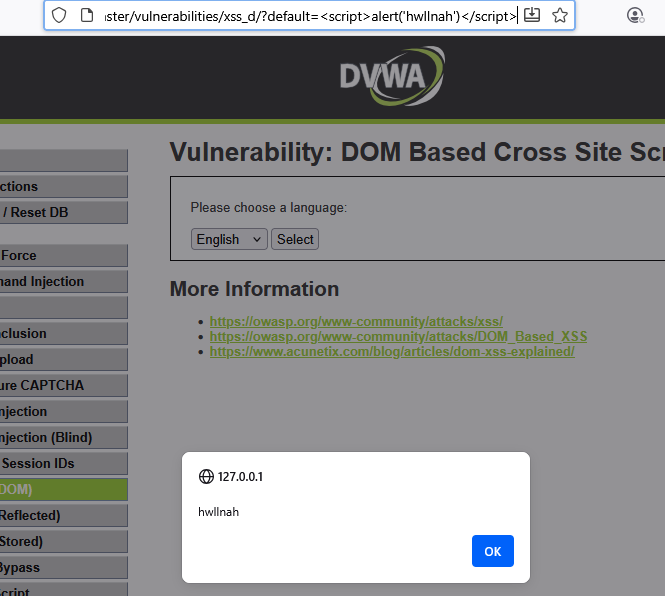 ster/vulnerabilities/xss_d/?default=<script>alert('hwllnah')</script>
DVWA
ctions
/ Reset DB
Force
and Injection
clusion
pload
ure CAPTCHA
njection
njection (Blind)
Session IDs
DOM)
Reflected)
Stored)
Bypass
Script
Vulnerability: DOM Based Cross Site Scr
Please choose a language:
English
Select
More Information
https://owasp.org/www-community/attacks/xss/
https://owasp.org/www-community/attacks/DOM_Based_XSS
https://www.acunetix.com/blog/articles/dom-xss-explained/
127.0.0.1
hwllnah
OK